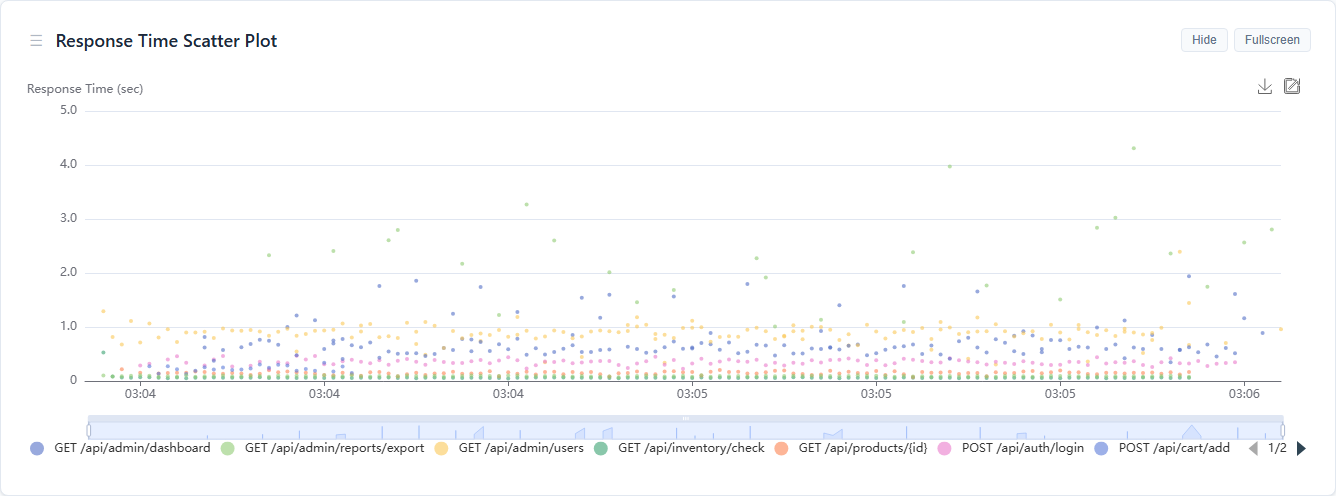 Response Time Scatter Plot
Hide
Fullscreen
Response Time (sec)
5.0
4.0
3.0
2.0
1.0
0
03:04 03:04 03:04 03:05 03:05 03:05 03:06
GET /api/admin/dashboard GET /api/admin/reports/export GET /api/admin/users GET /api/inventory/check GET /api/products/{id} POST /api/auth/login POST /api/cart/add 1/2